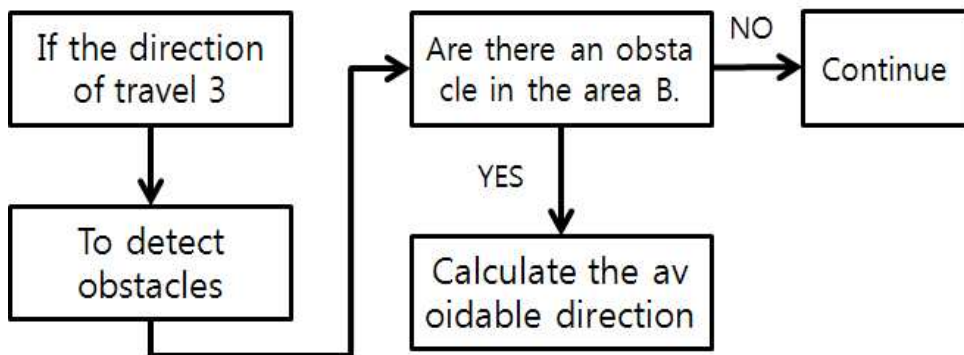 If the direction
of travel 3
To detect
obstacles
Are there an obsta
cle in the area B.
NO
Continue
YES
Calculate the av
oidable direction